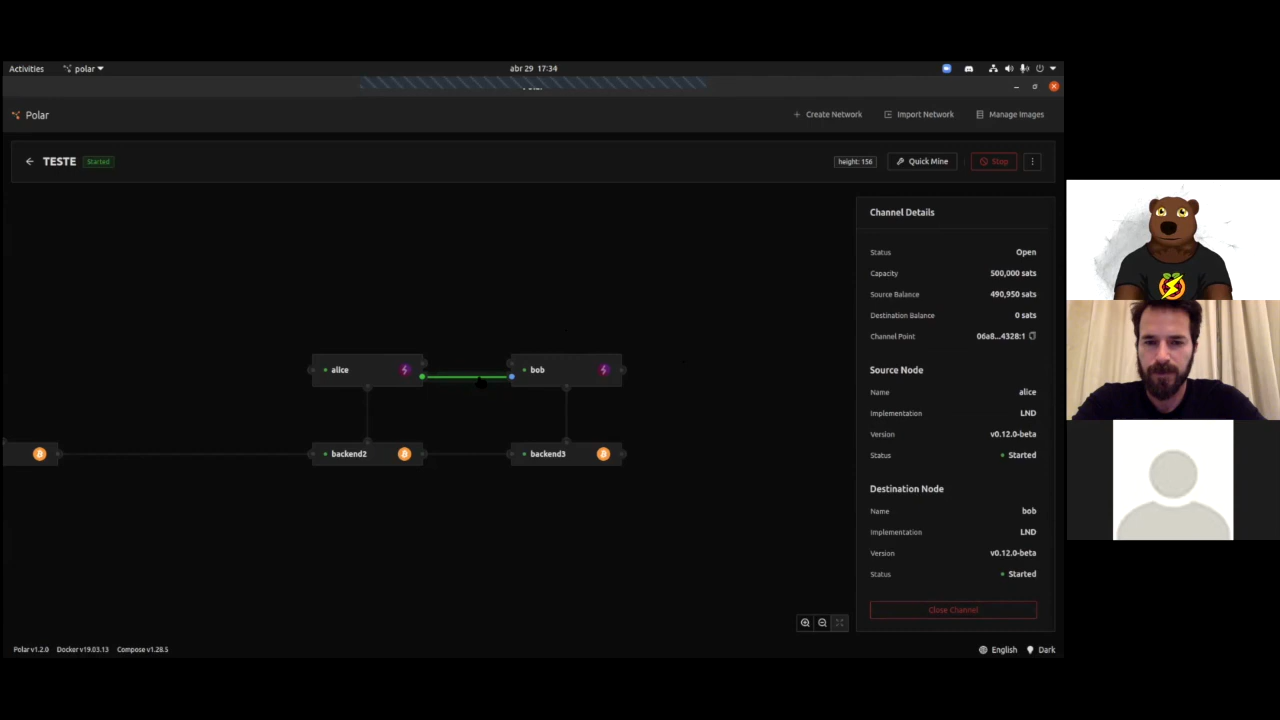 Activities polar abr 29 17:34
Polar Create Network Import Network Manage Images
TESTE Started height: 156 Quick Mine Stop
Channel Details
Status Open
Capacity 500,000 sats
Source Balance 490,950 sats
Destination Balance 0 sats
Channel Point 06a8...4328:1
Source Node
Name alice
Implementation LND
Version v0.12.0-beta
Status Started
Destination Node
Name bob
Implementation LND
Version v0.12.0-beta
Status Started
Close Channel
alice bob
backend2 backend3
Polar v1.2.0 Docker v19.03.13 Compose v1.28.5 English Dark